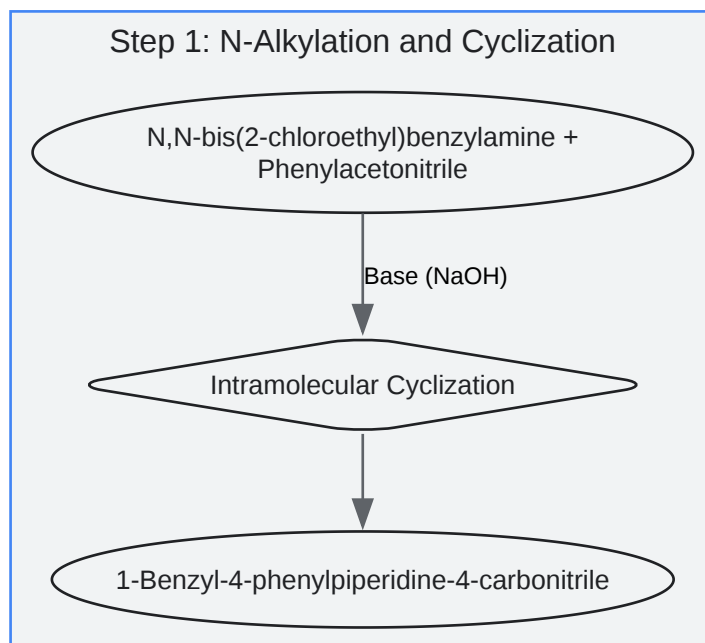 Step 1: N-Alkylation and Cyclization
N,N-bis(2-chloroethyl)benzylamine +
Phenylacetonitrile
Base (NaOH)
Intramolecular Cyclization
1-Benzyl-4-phenylpiperidine-4-carbonitrile